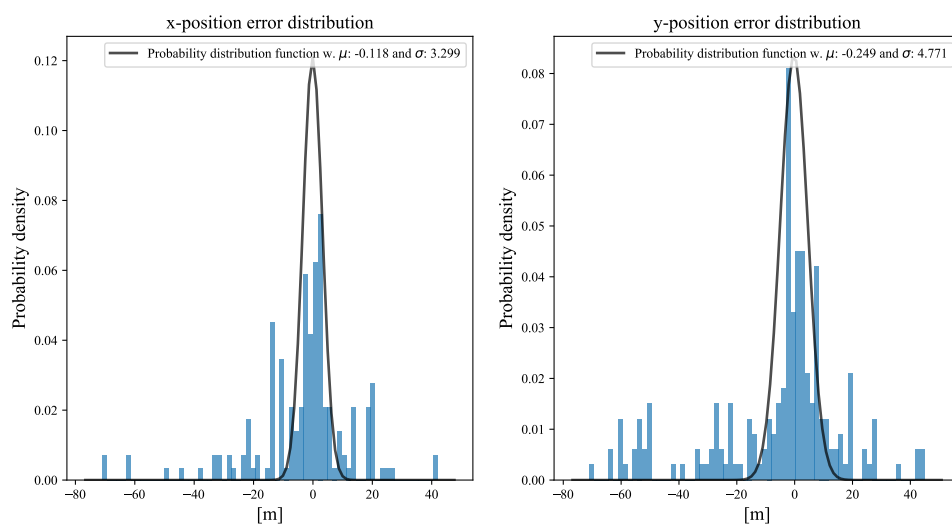 x-position error distribution
Probability distribution function w. μ: -0.118 and σ: 3.299
0.12
0.10
0.08
0.06
0.04
0.02
0.00
Probability density
−80 −60 −40 −20 0 20 40
[m]
y-position error distribution
Probability distribution function w. μ: -0.249 and σ: 4.771
0.08
0.07
0.06
0.05
0.04
0.03
0.02
0.01
0.00
Probability density
−80 −60 −40 −20 0 20 40
[m]